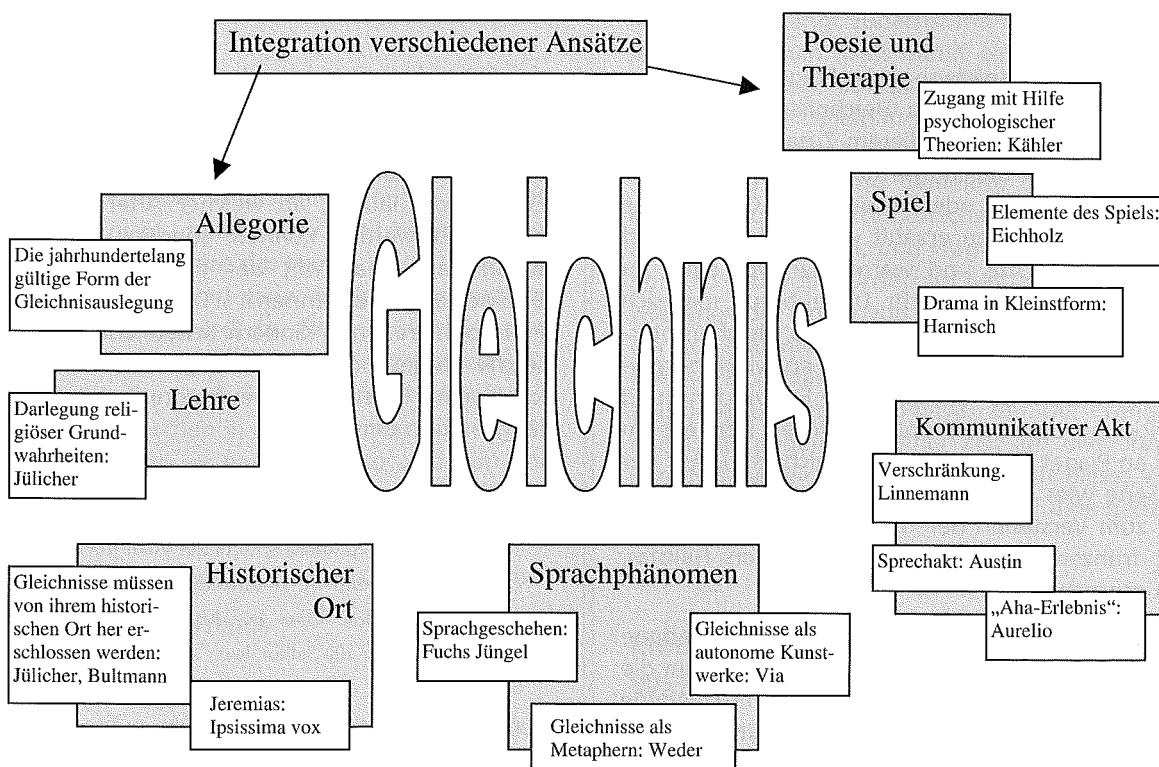 Integration verschiedener Ansätze
Poesie und
Therapie
Zugang mit Hilfe
psychologischer
Theorien: Kähler
Allegorie
Die jahrhundertelang
gültige Form der
Gleichnisauslegung
Gleichnis
Spiel
Elemente des Spiels:
Eichholz
Drama in Kleinstform:
Harnisch
Lehre
Darlegung reli-
giöser Grund-
wahrheiten:
Jülicher
Kommunikativer Akt
Verschränkung.
Linnemann
Sprechakt: Austin
„Aha-Erlebnis“:
Aurelio
Historischer
Ort
Gleichnisse müssen
von ihrem histori-
schen Ort her er-
schlossen werden:
Jülicher, Bultmann
Jeremias:
Ipsissima vox
Sprachphänomen
Sprachgeschehen:
Fuchs Jüngel
Gleichnisse als
autonome Kunst-
werke: Via
Gleichnisse als
Metaphern: Weder